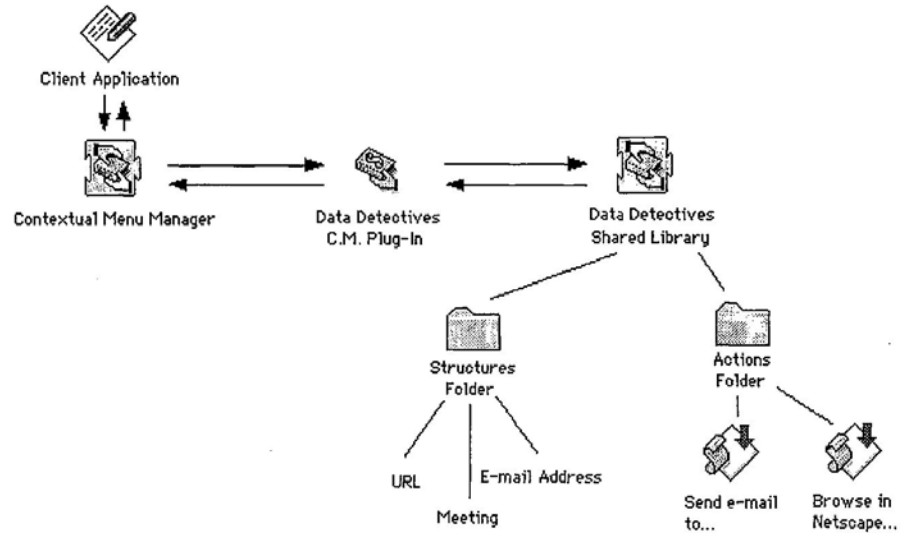 Client Application
Contextual Menu Manager
Data Detectives
C.M. Plug-In
Data Detectives
Shared Library
Structures
Folder
Actions
Folder
URL
E-mail Address
Meeting
Send e-mail
to...
Browse in
Netscape...